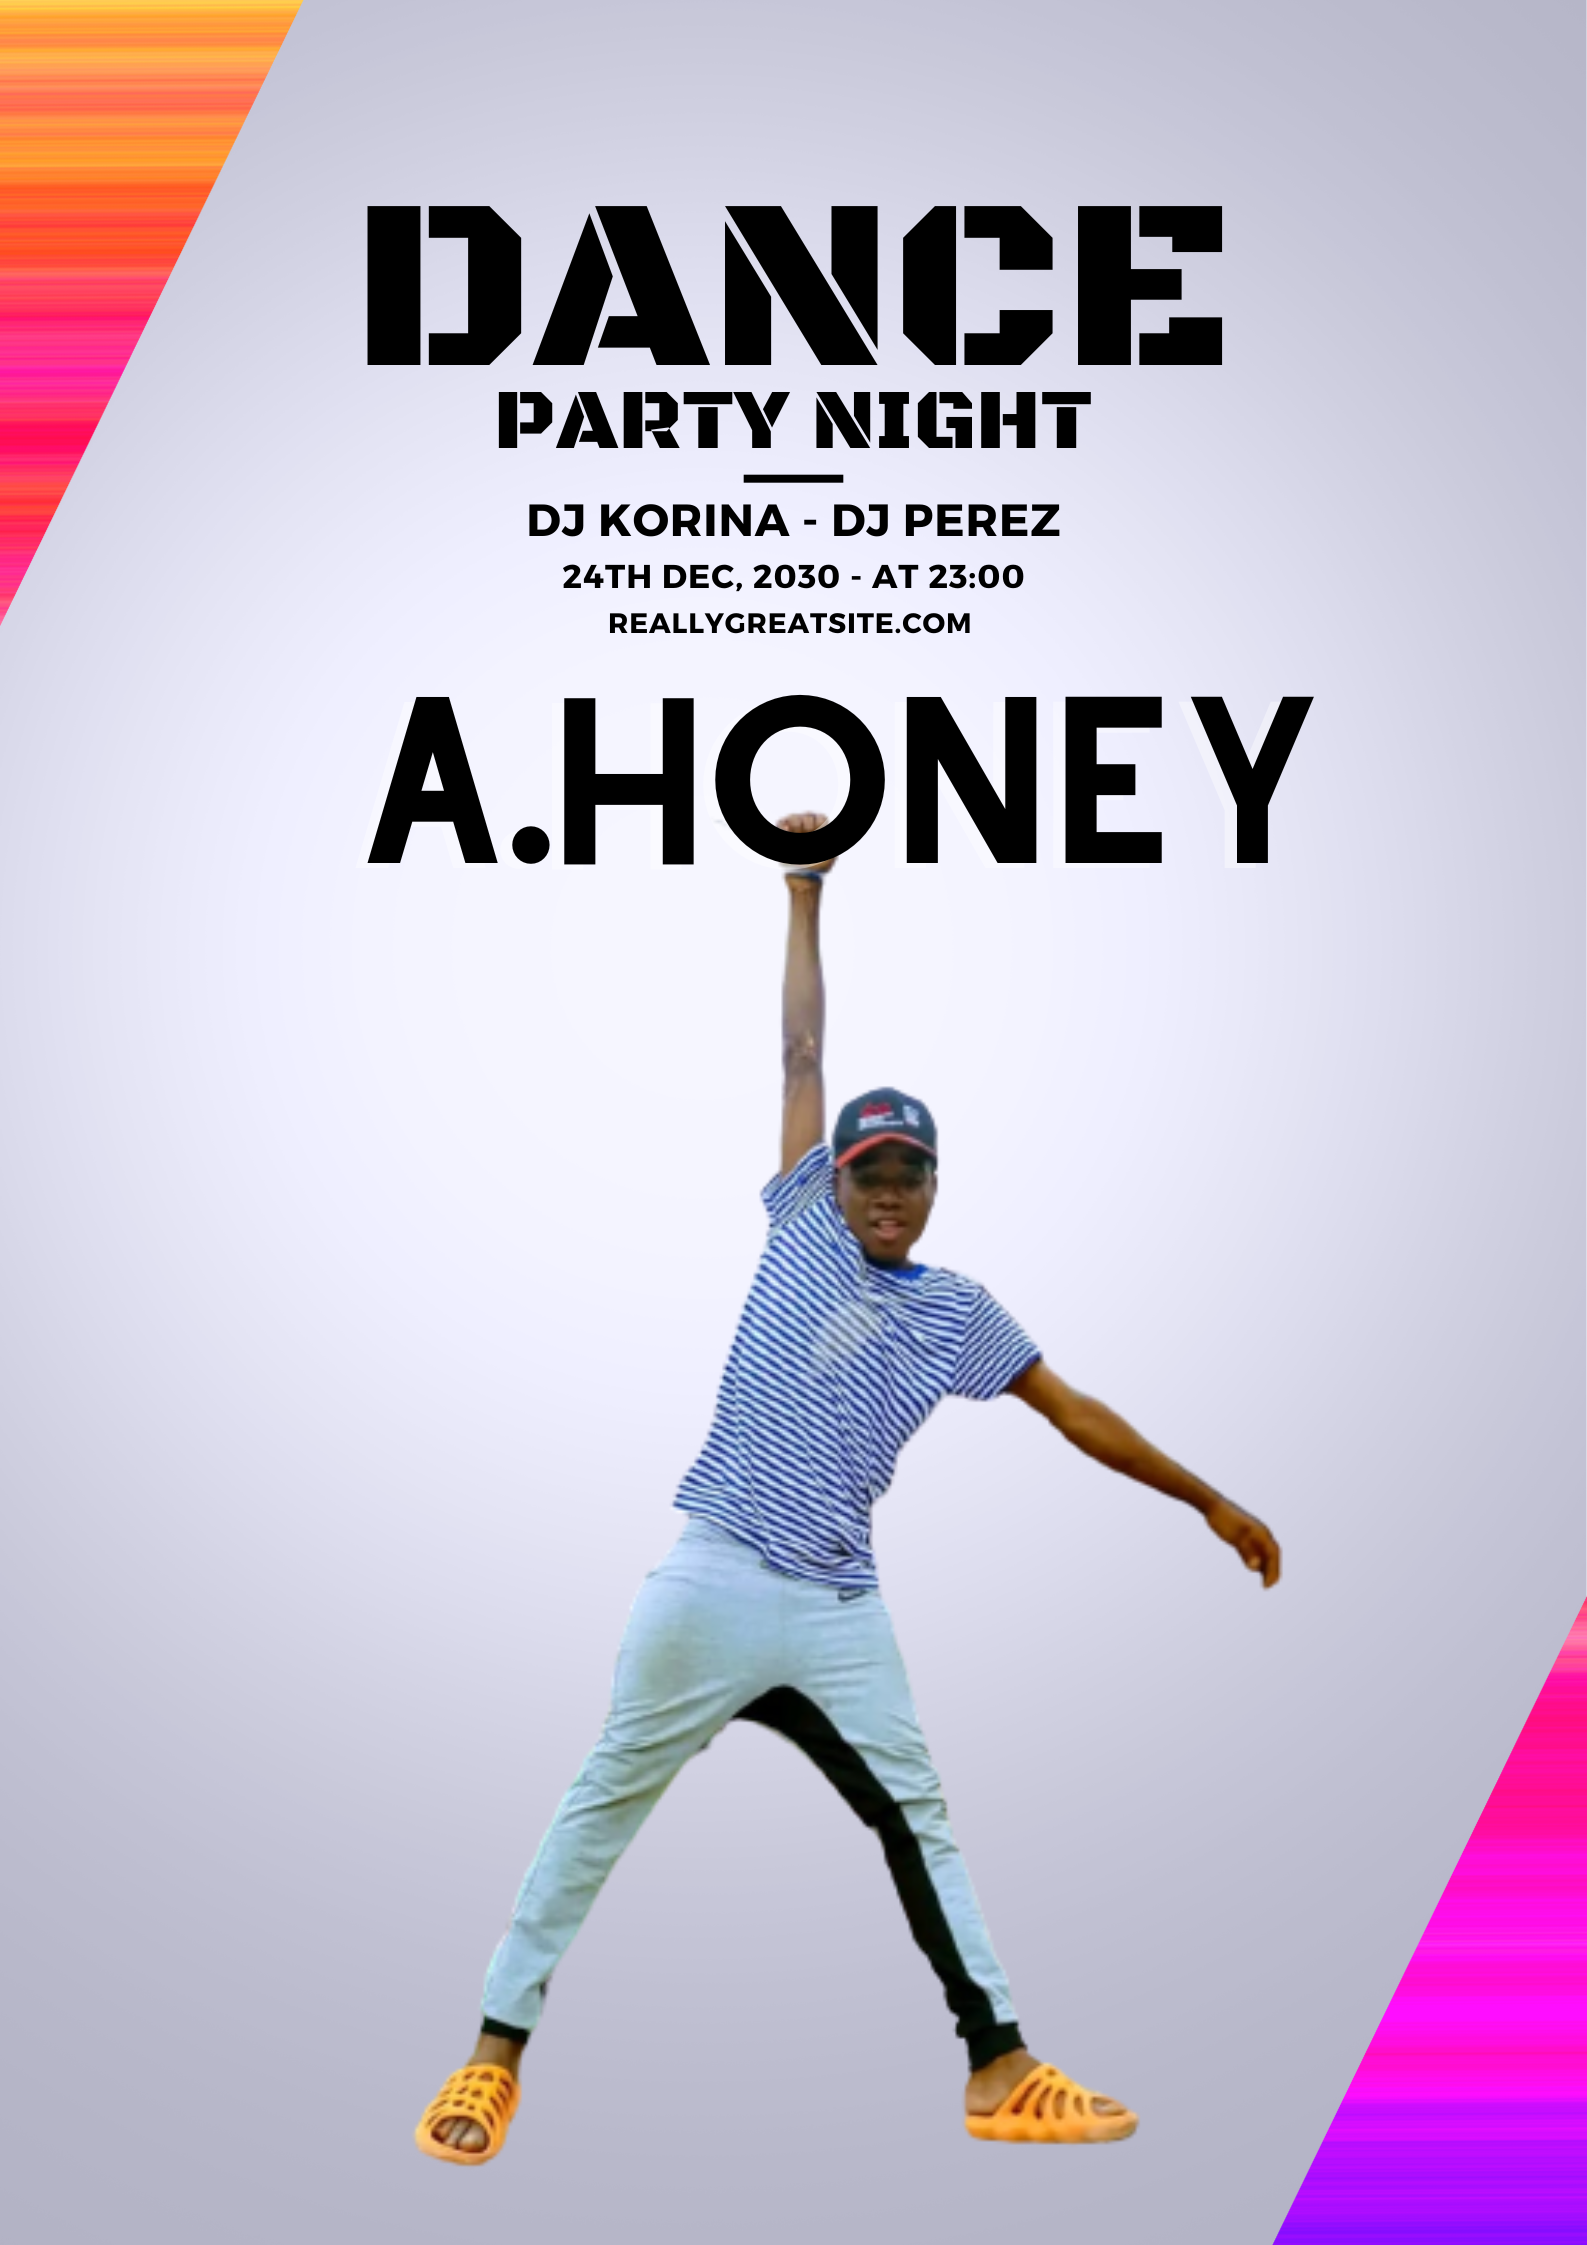 DANCE
PARTY NIGHT
DJ KORINA - DJ PEREZ
24TH DEC, 2030 - AT 23:00
REALLYGREATSITE.COM
A.HONEY